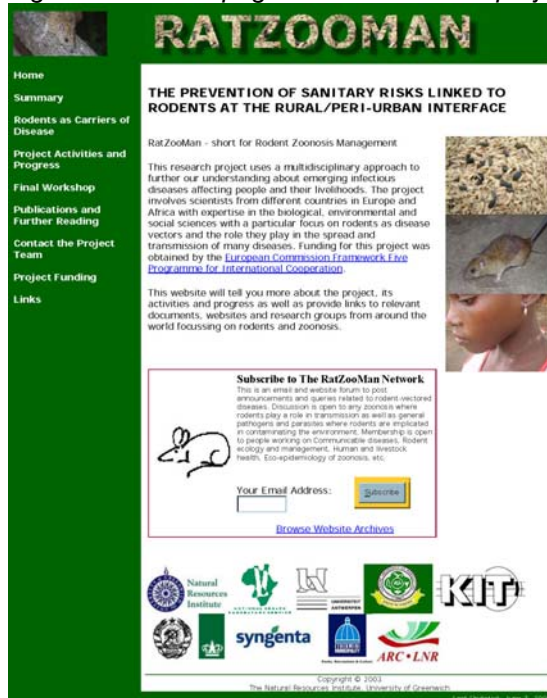 RATZOOMAN
Home
Summary
Rodents as Carriers of
Disease
Project Activities and
Progress
Final Workshop
Publications and
Further Reading
Contact the Project
Team
Project Funding
Links
THE PREVENTION OF SANITARY RISKS LINKED TO
RODENTS AT THE RURAL/PERI-URBAN INTERFACE
RatZooMan - short for Rodent Zoonosis Management
This research project uses a multidisciplinary approach to
further our understanding about emerging infectious
diseases affecting people and their livelihoods. The project
involves scientists from different countries in Europe and
Africa with expertise in the biological, environmental and
social sciences with a particular focus on rodents as disease
vectors and the role they play in the spread and
transmission of many diseases. Funding for this project was
obtained by the European Commission Framework Five
Programme for International Cooperation.
This website will tell you more about the project, its
activities and progress as well as provide links to relevant
documents, websites and research groups from around the
world focussing on rodents and zoonosis.
Subscribe to The RatZooMan Network
This is an email and website forum to post
announcements and queries related to rodent-vectored
diseases. Discussion is open to any zoonosis where
rodents play a role in transmission as well as general
pathogens and parasites where rodents are implicated
in contaminating the environment. Membership is open
to people working on Communicable diseases, Rodent
ecology and management, Human and livestock
health, Eco-epidemiology of zoonosis, etc.
Your Email Address:
Subscribe
Browse Website Archives
Natural
Resources
Institute
UNIVERSITEIT
ANTWERPEN
KIT
syngenta
ARC • LNR
Copyright © 2003
The Natural Resources Institute, University of Greenwich